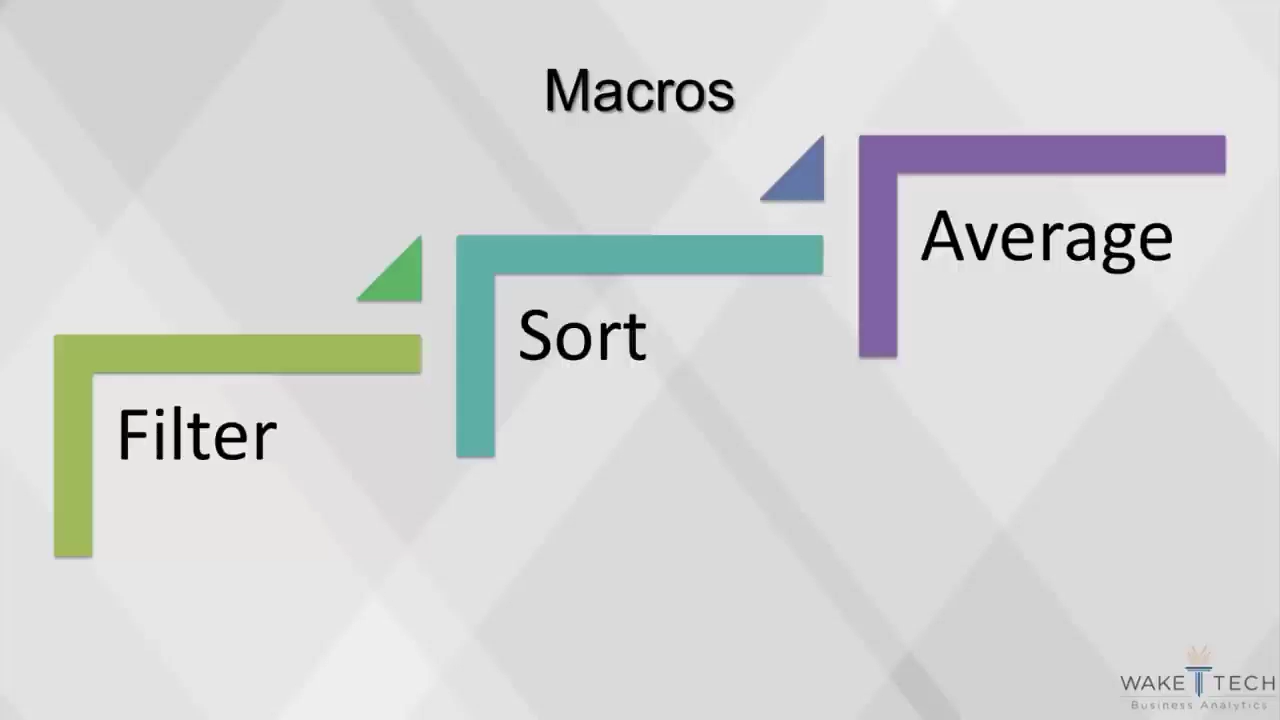 Macros
Filter
Sort
Average
WAKE TECH
Business Analytics